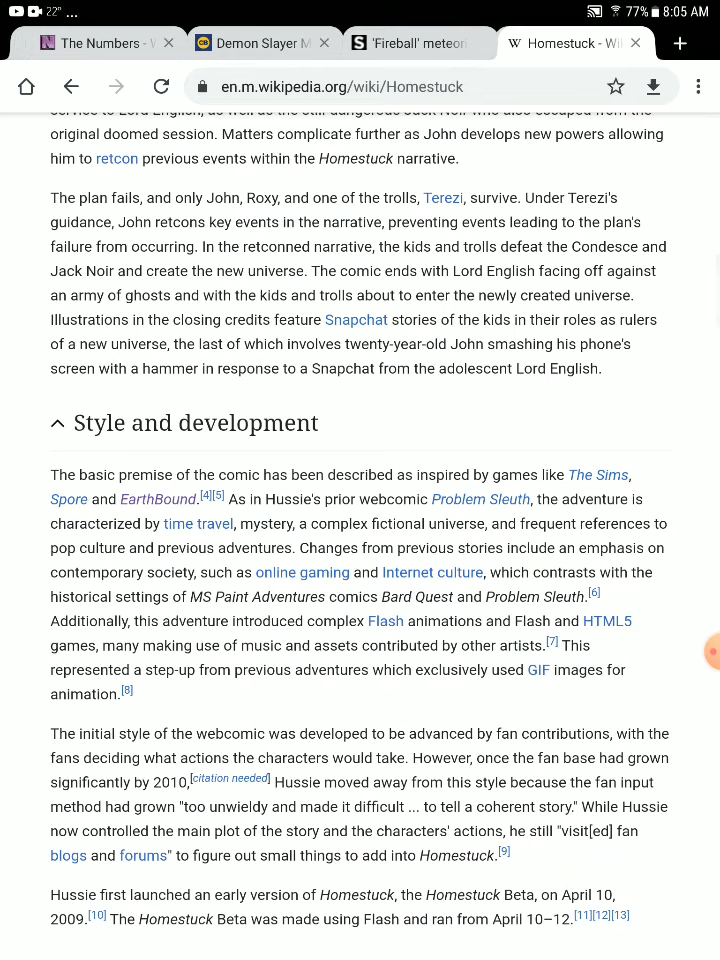 22° ... 77% 8:05 AM
The Numbers - W Demon Slayer M 'Fireball' meteor Homestuck - Wi
en.m.wikipedia.org/wiki/Homestuck
original doomed session. Matters complicate further as John develops new powers allowing
him to retcon previous events within the Homestuck narrative.
The plan fails, and only John, Roxy, and one of the trolls, Terezi, survive. Under Terezi's
guidance, John retcons key events in the narrative, preventing events leading to the plan's
failure from occurring. In the retconned narrative, the kids and trolls defeat the Condesce and
Jack Noir and create the new universe. The comic ends with Lord English facing off against
an army of ghosts and with the kids and trolls about to enter the newly created universe.
Illustrations in the closing credits feature Snapchat stories of the kids in their roles as rulers
of a new universe, the last of which involves twenty-year-old John smashing his phone's
screen with a hammer in response to a Snapchat from the adolescent Lord English.
Style and development
The basic premise of the comic has been described as inspired by games like The Sims,
Spore and EarthBound.[4][5] As in Hussie's prior webcomic Problem Sleuth, the adventure is
characterized by time travel, mystery, a complex fictional universe, and frequent references to
pop culture and previous adventures. Changes from previous stories include an emphasis on
contemporary society, such as online gaming and Internet culture, which contrasts with the
historical settings of MS Paint Adventures comics Bard Quest and Problem Sleuth.[6]
Additionally, this adventure introduced complex Flash animations and Flash and HTML5
games, many making use of music and assets contributed by other artists.[7] This
represented a step-up from previous adventures which exclusively used GIF images for
animation.[8]
The initial style of the webcomic was developed to be advanced by fan contributions, with the
fans deciding what actions the characters would take. However, once the fan base had grown
significantly by 2010,[citation needed] Hussie moved away from this style because the fan input
method had grown "too unwieldy and made it difficult ... to tell a coherent story." While Hussie
now controlled the main plot of the story and the characters' actions, he still "visit[ed] fan
blogs and forums" to figure out small things to add into Homestuck.[9]
Hussie first launched an early version of Homestuck, the Homestuck Beta, on April 10,
2009.[10] The Homestuck Beta was made using Flash and ran from April 10–12.[11][12][13]